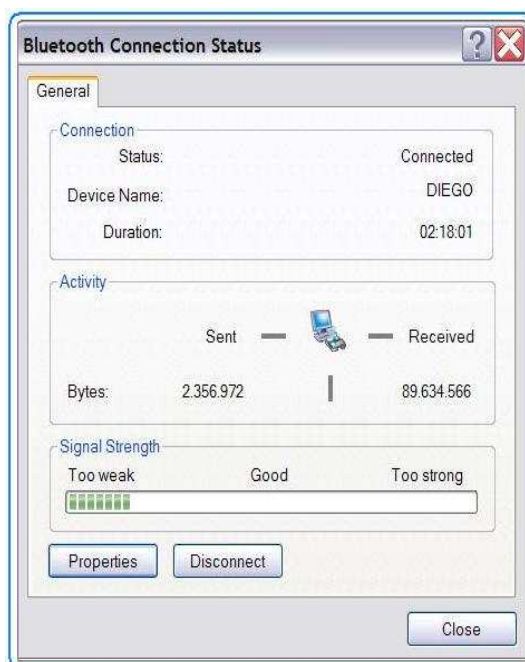 Bluetooth Connection Status
General
Connection
Status: Connected
Device Name: DIEGO
Duration: 02:18:01
Activity
Sent Received
Bytes: 2.356.972 89.634.566
Signal Strength
Too weak Good Too strong
Properties Disconnect
Close